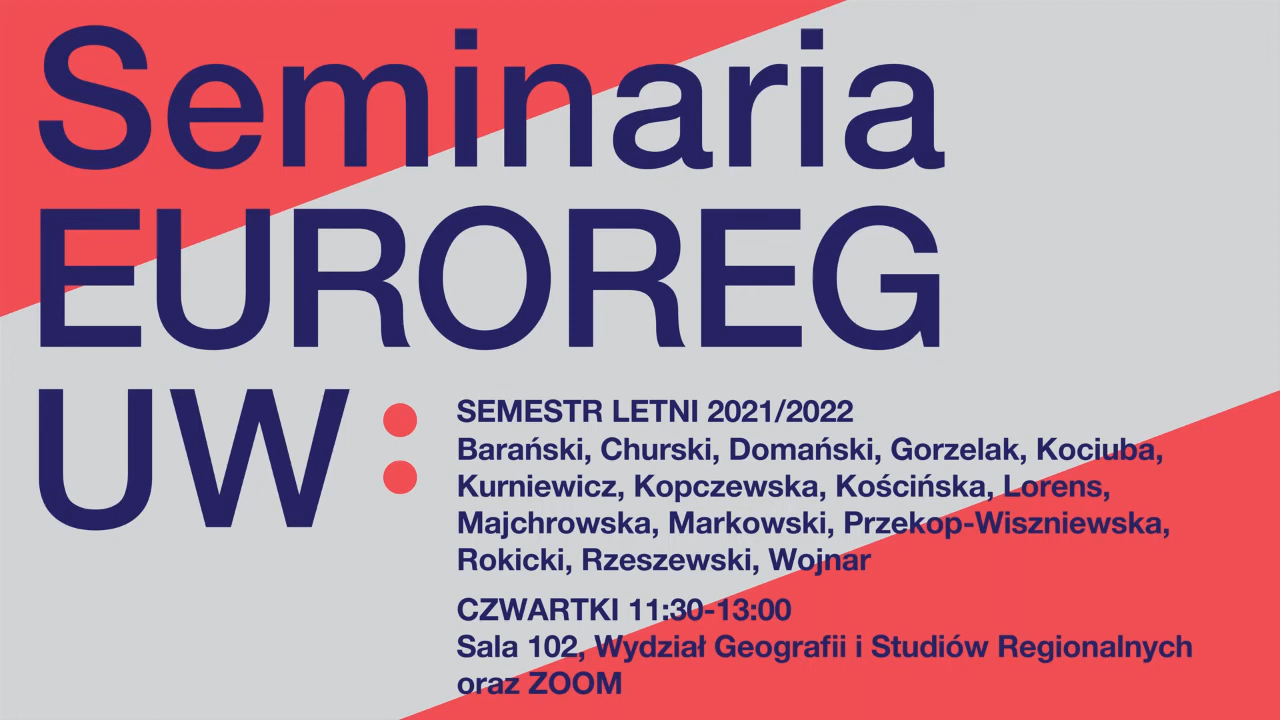 Seminaria
EUROREG
UW:
SEMESTR LETNI 2021/2022
Barański, Churski, Domański, Gorzelak, Kociuba,
Kurniewicz, Kopczewska, Kościńska, Lorens,
Majchrowska, Markowski, Przekop-Wiszniewska,
Rokicki, Rzeszewski, Wojnar
CZWARTKI 11:30-13:00
Sala 102, Wydział Geografii i Studiów Regionalnych
oraz ZOOM